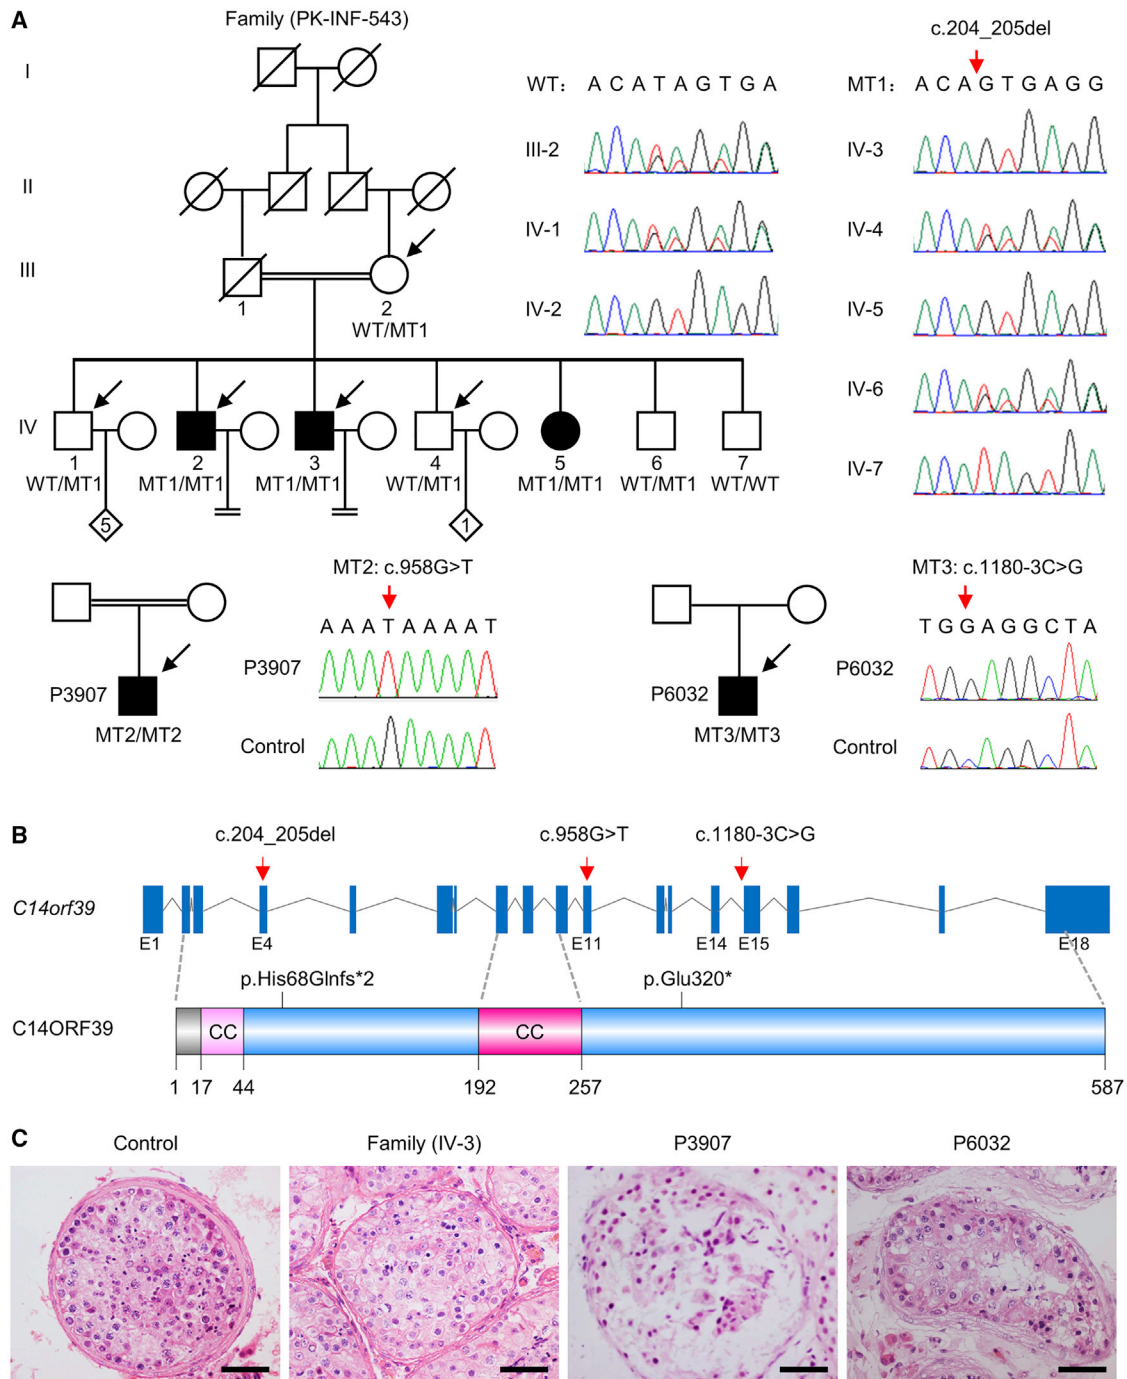 A
Family (PK-INF-543)
I
II
III
1
2
WT/MT1
IV
1
2
3
4
5
6
7
WT/MT1
MT1/MT1
MT1/MT1
WT/MT1
MT1/MT1
WT/MT1
WT/WT
5
1
c.204_205del
WT: A C A T A G T G A
MT1: A C A G T G A G G
III-2
IV-1
IV-2
IV-3
IV-4
IV-5
IV-6
IV-7
P3907
MT2/MT2
MT2: c.958G>T
A A A T A A A A T
P3907
Control
P6032
MT3/MT3
MT3: c.1180-3C>G
T G G A G G C T A
P6032
Control
B
c.204_205del
c.958G>T
c.1180-3C>G
C14orf39
E1
E4
E11
E14
E15
E18
p.His68Glnfs*2
p.Glu320*
C14ORF39
CC
CC
1
17
44
192
257
587
C
Control
Family (IV-3)
P3907
P6032